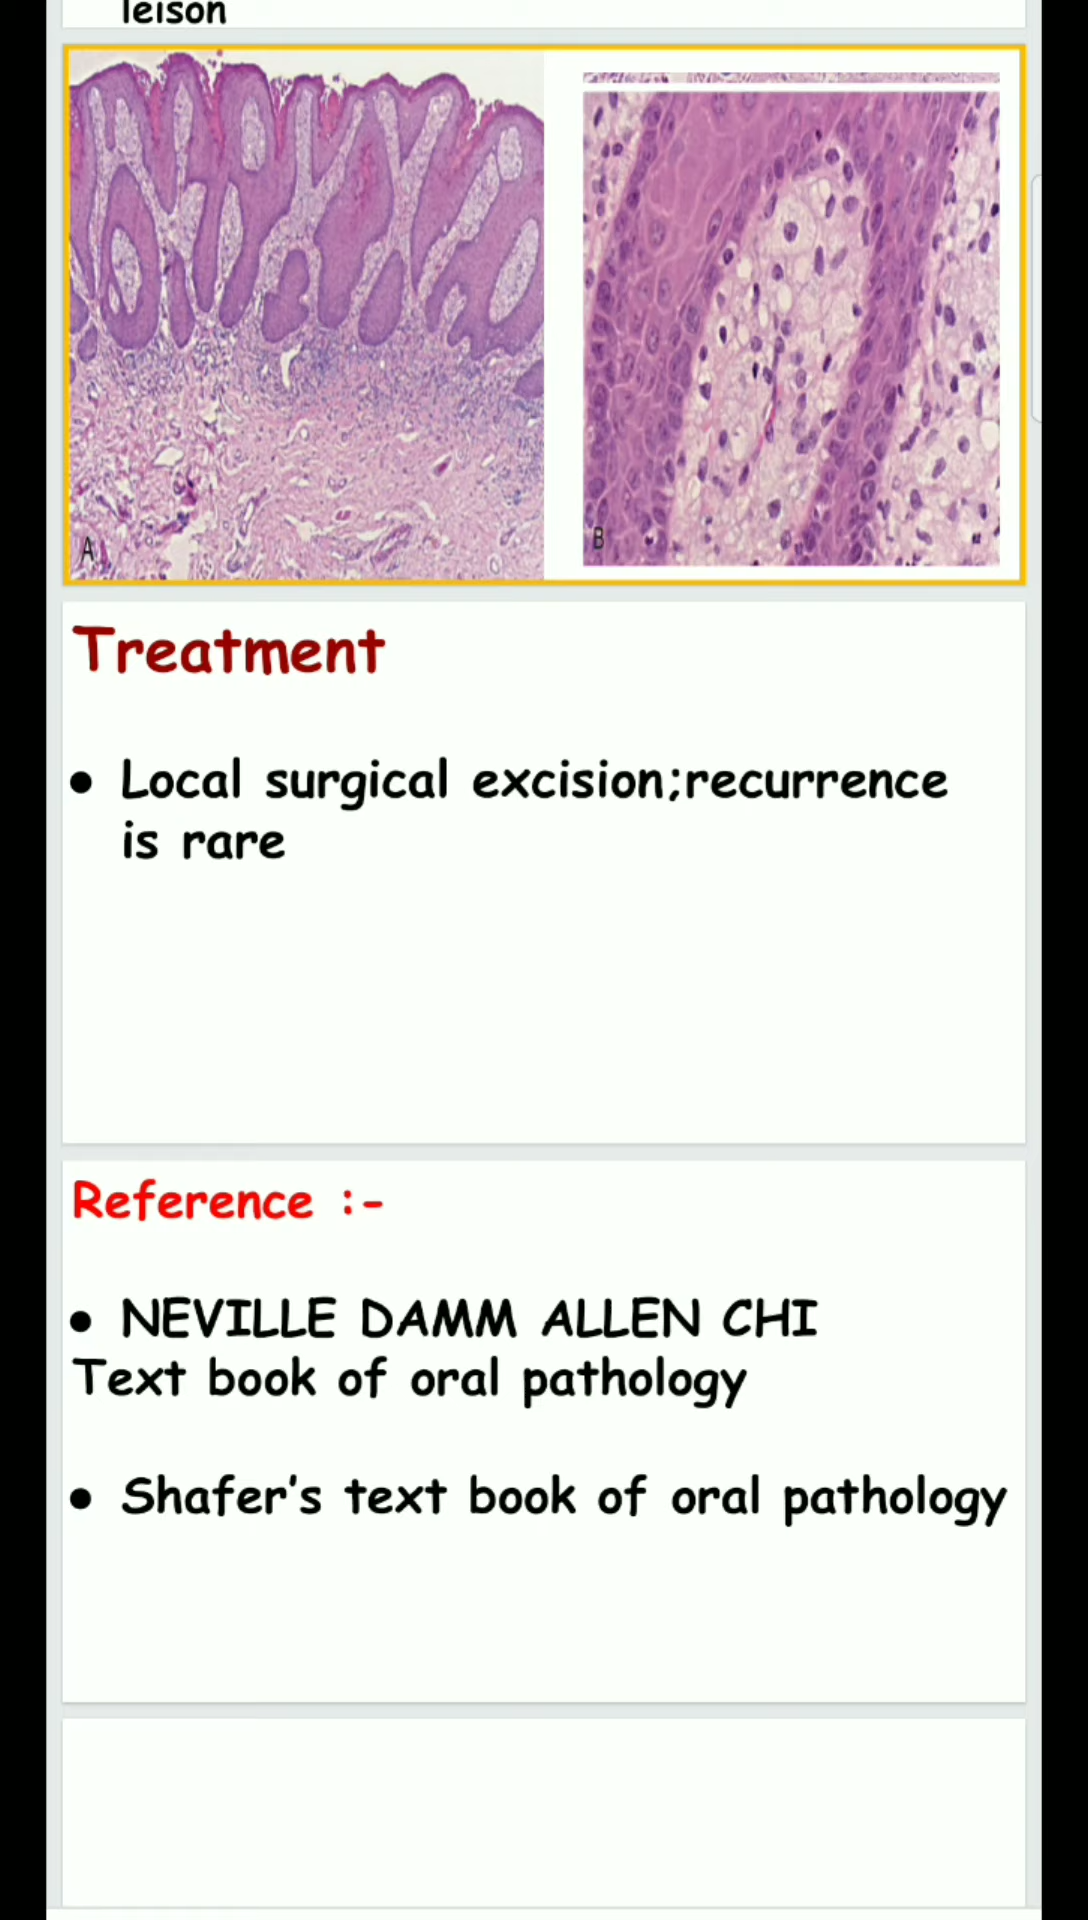 leison
A
B
Treatment
● Local surgical excision;recurrence
is rare
Reference :-
● NEVILLE DAMM ALLEN CHI
Text book of oral pathology
● Shafer's text book of oral pathology